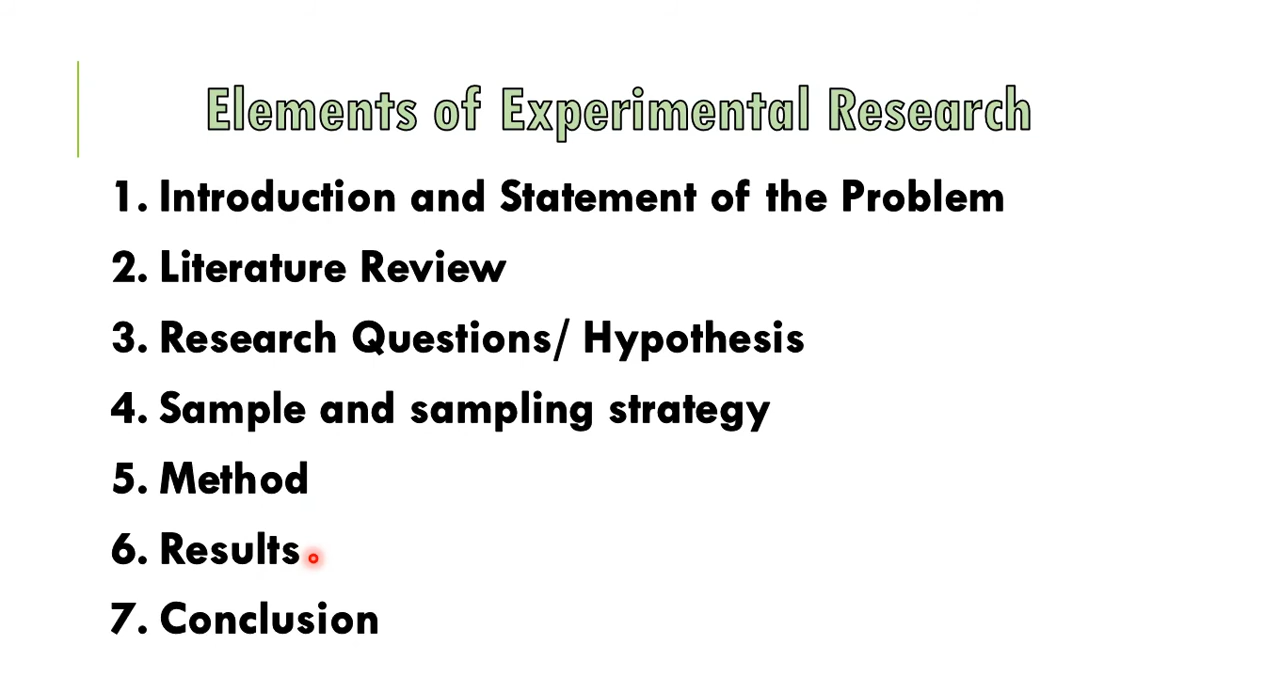 Elements of Experimental Research
1. Introduction and Statement of the Problem
2. Literature Review
3. Research Questions/ Hypothesis
4. Sample and sampling strategy
5. Method
6. Results
7. Conclusion